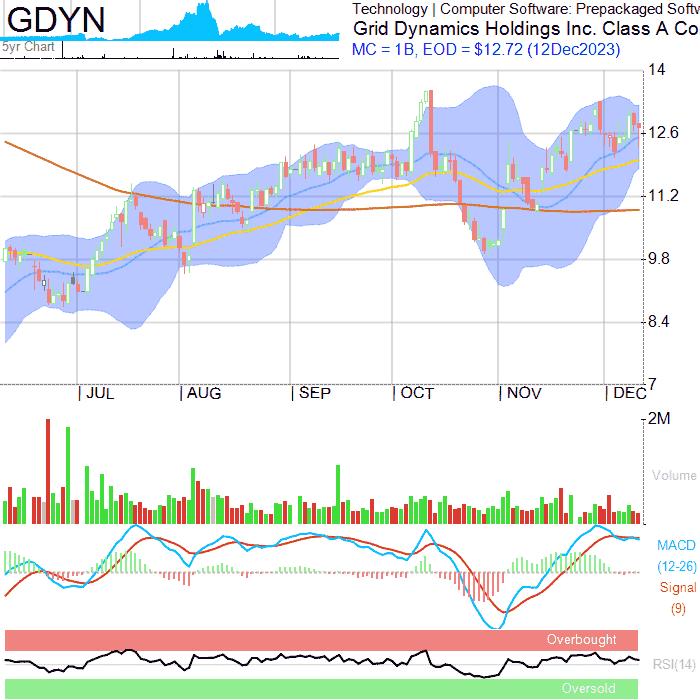 GDYN
5yr Chart
Technology | Computer Software: Prepackaged Softw
Grid Dynamics Holdings Inc. Class A Co
MC = 1B, EOD = $12.72 (12Dec2023)
14
12.6
11.2
9.8
8.4
7
JUL AUG SEP OCT NOV DEC
2M
Volume
MACD
(12-26)
Signal
(9)
Overbought
RSI(14)
Oversold